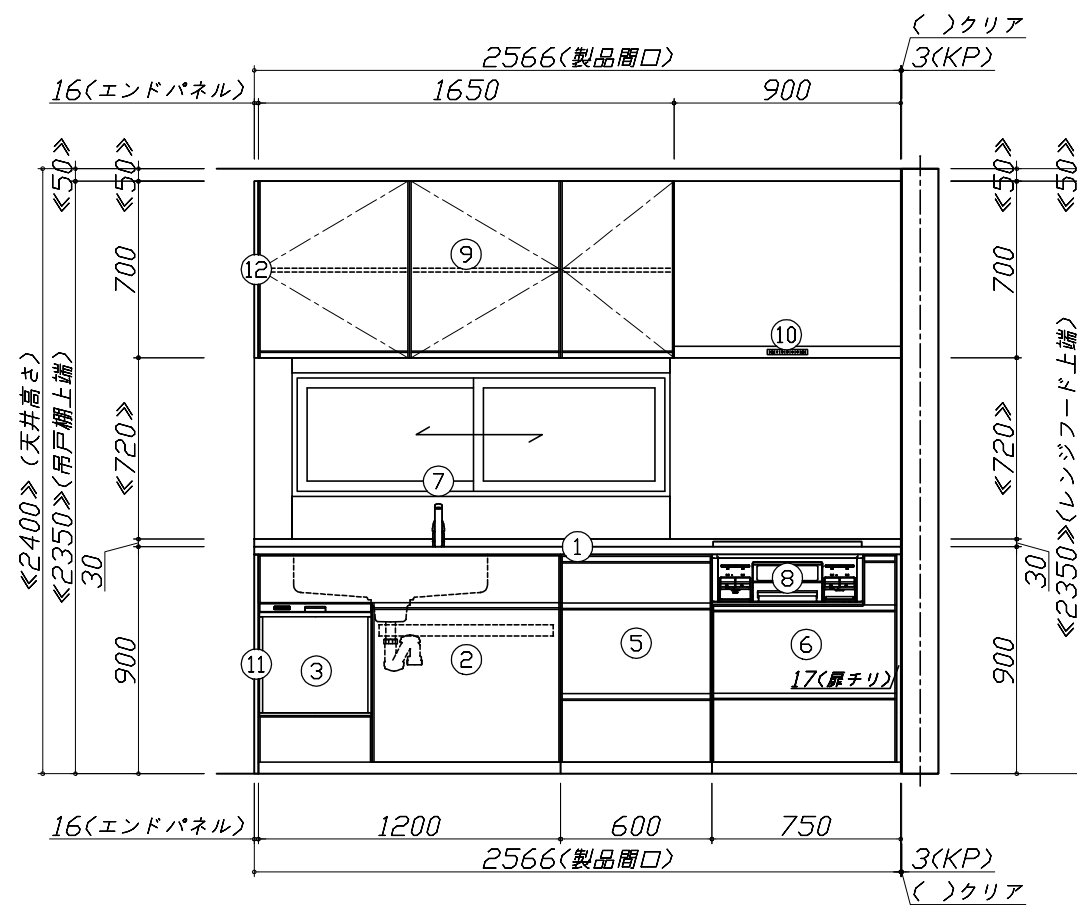 ( )クリア
2566(製品間口)
3(KP)
16(エンドパネル)
1650
900
≪50≫
≪50≫
≪50≫
≪50≫
700
700
9
12
10
≪2400≫(天井高さ)
≪2350≫(吊戸棚上端)
≪720≫
≪720≫
≪2350≫(レンジフード上端)
7
1
30
30
8
900
900
11
3
2
5
6
17(扉チリ)
16(エンドパネル)
1200
600
750
2566(製品間口)
3(KP)
( )クリア